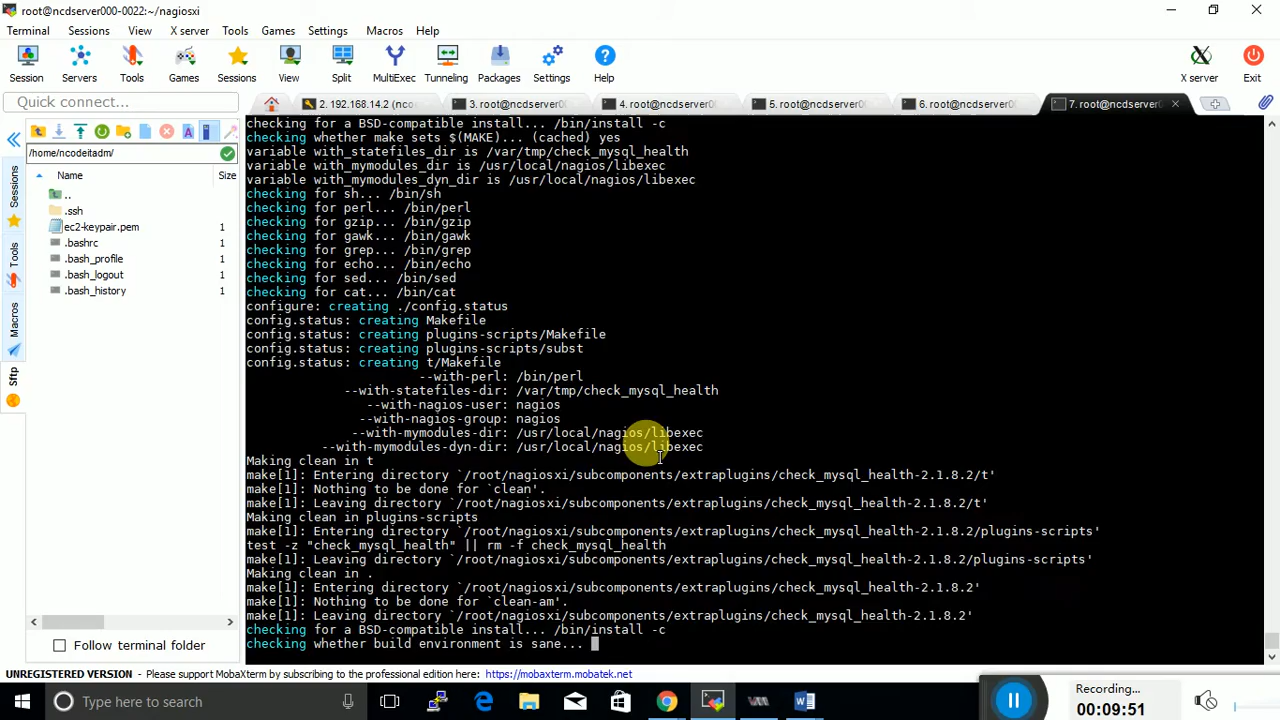 root@ncdserver000-0022:~/nagiosxi
Terminal Sessions View X server Tools Games Settings Macros Help
Session Servers Tools Games Sessions View Split MultiExec Tunneling Packages Settings Help X server Exit
Quick connect...
2. 192.168.14.2 (nco
3. root@ncdserver00
4. root@ncdserver00
5. root@ncdserver00
6. root@ncdserver00
7. root@ncdserver00
/home/ncodeitadm/
Name Size
..
.ssh
ec2-keypair.pem 1
.bashrc 1
.bash_profile 1
.bash_logout 1
.bash_history 1
Sessions
Tools
Macros
Sftp
Follow terminal folder
checking for a BSD-compatible install... /bin/install -c
checking whether make sets $(MAKE)... (cached) yes
variable with_statefiles_dir is /var/tmp/check_mysql_health
variable with_mymodules_dir is /usr/local/nagios/libexec
variable with_mymodules_dyn_dir is /usr/local/nagios/libexec
checking for sh... /bin/sh
checking for perl... /bin/perl
checking for gzip... /bin/gzip
checking for gawk... /bin/gawk
checking for grep... /bin/grep
checking for echo... /bin/echo
checking for sed... /bin/sed
checking for cat... /bin/cat
configure: creating ./config.status
config.status: creating Makefile
config.status: creating plugins-scripts/Makefile
config.status: creating plugins-scripts/subst
config.status: creating t/Makefile
--with-perl: /bin/perl
--with-statefiles-dir: /var/tmp/check_mysql_health
--with-nagios-user: nagios
--with-nagios-group: nagios
--with-mymodules-dir: /usr/local/nagios/libexec
--with-mymodules-dyn-dir: /usr/local/nagios/libexec
Making clean in t
make[1]: Entering directory `/root/nagiosxi/subcomponents/extraplugins/check_mysql_health-2.1.8.2/t'
make[1]: Nothing to be done for `clean'.
make[1]: Leaving directory `/root/nagiosxi/subcomponents/extraplugins/check_mysql_health-2.1.8.2/t'
Making clean in plugins-scripts
make[1]: Entering directory `/root/nagiosxi/subcomponents/extraplugins/check_mysql_health-2.1.8.2/plugins-scripts'
test -z "check_mysql_health" || rm -f check_mysql_health
make[1]: Leaving directory `/root/nagiosxi/subcomponents/extraplugins/check_mysql_health-2.1.8.2/plugins-scripts'
Making clean in .
make[1]: Entering directory `/root/nagiosxi/subcomponents/extraplugins/check_mysql_health-2.1.8.2'
make[1]: Nothing to be done for `clean-am'.
make[1]: Leaving directory `/root/nagiosxi/subcomponents/extraplugins/check_mysql_health-2.1.8.2'
checking for a BSD-compatible install... /bin/install -c
checking whether build environment is sane...
UNREGISTERED VERSION - Please support MobaXterm by subscribing to the professional edition here: https://mobaxterm.mobatek.net
Type here to search
Recording...
00:09:51